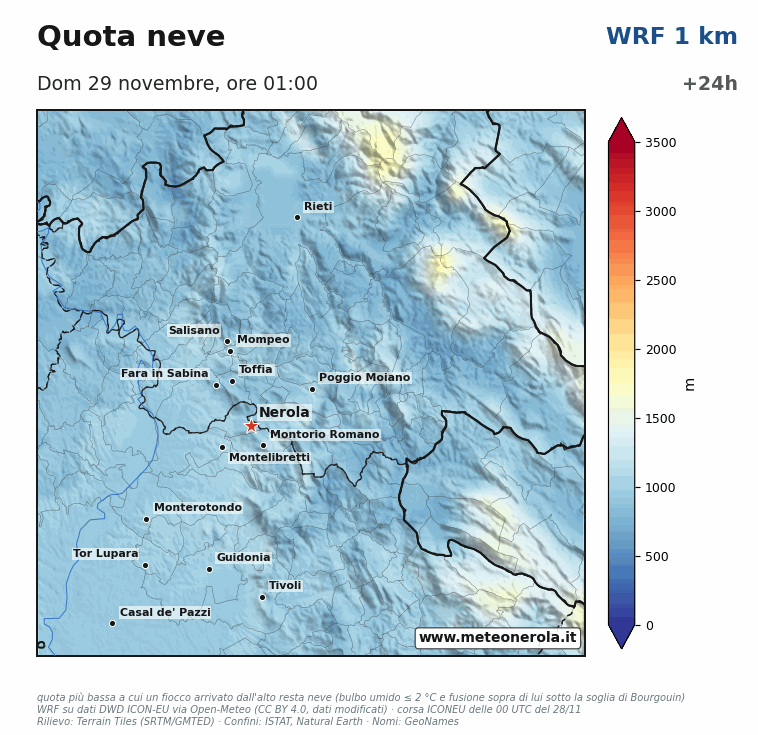 Quota neve
WRF 1 km
Dom 29 novembre, ore 01:00
+24h
Rieti
Salisano
Mompeo
Fara in Sabina
Toffia
Poggio Moiano
Nerola
Montorio Romano
Montelibretti
Monterotondo
Tor Lupara
Guidonia
Tivoli
Casal de' Pazzi
www.meteonerola.it
3500
3000
2500
2000
1500
1000
500
0
m
quota più bassa a cui un fiocco arrivato dall'alto resta neve (bulbo umido ≤ 2 °C e fusione sopra di lui sotto la soglia di Bourgouin)
WRF su dati DWD ICON-EU via Open-Meteo (CC BY 4.0, dati modificati) · corsa ICONEU delle 00 UTC del 28/11
Rilievo: Terrain Tiles (SRTM/GMTED) · Confini: ISTAT, Natural Earth · Nomi: GeoNames